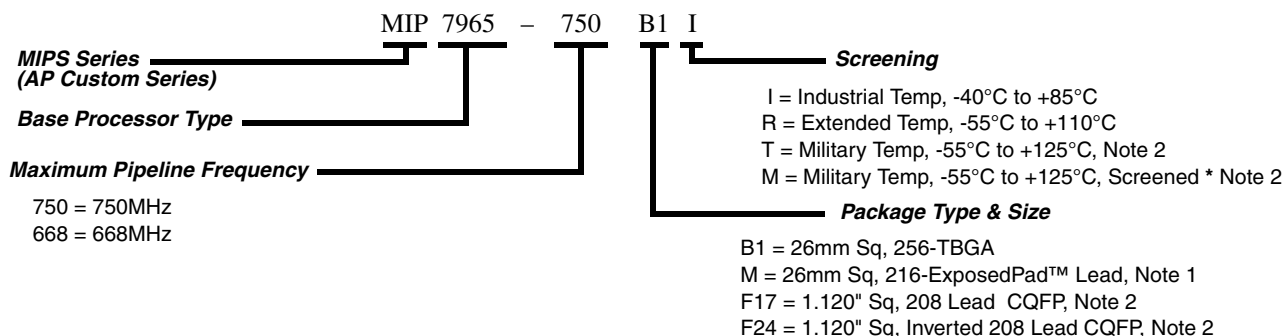 MIP 7965 – 750 B1 I
MIPS Series
(AP Custom Series)
Base Processor Type
Maximum Pipeline Frequency
750 = 750MHz
668 = 668MHz
Screening
I = Industrial Temp, -40°C to +85°C
R = Extended Temp, -55°C to +110°C
T = Military Temp, -55°C to +125°C, Note 2
M = Military Temp, -55°C to +125°C, Screened * Note 2
Package Type & Size
B1 = 26mm Sq, 256-TBGA
M = 26mm Sq, 216-ExposedPad™ Lead, Note 1
F17 = 1.120" Sq, 208 Lead CQFP, Note 2
F24 = 1.120" Sq, Inverted 208 Lead CQFP, Note 2